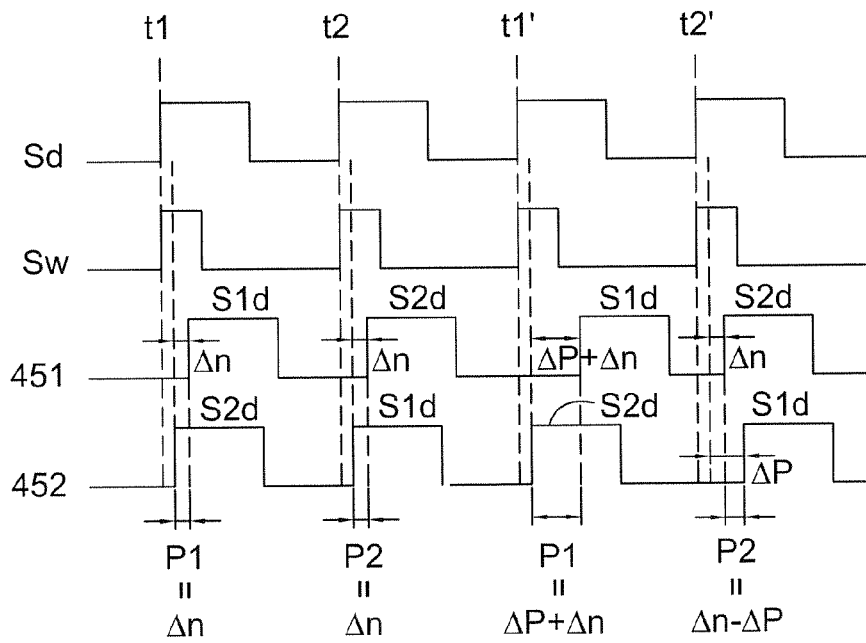 t1 t2 t1' t2'
Sd
Sw
S1d S2d S1d S2d
451 Δn Δn ΔP+Δn Δn
S2d S1d S2d S1d
452 ΔP
P1 P2 P1 P2
= = = =
Δn Δn ΔP+Δn Δn-ΔP